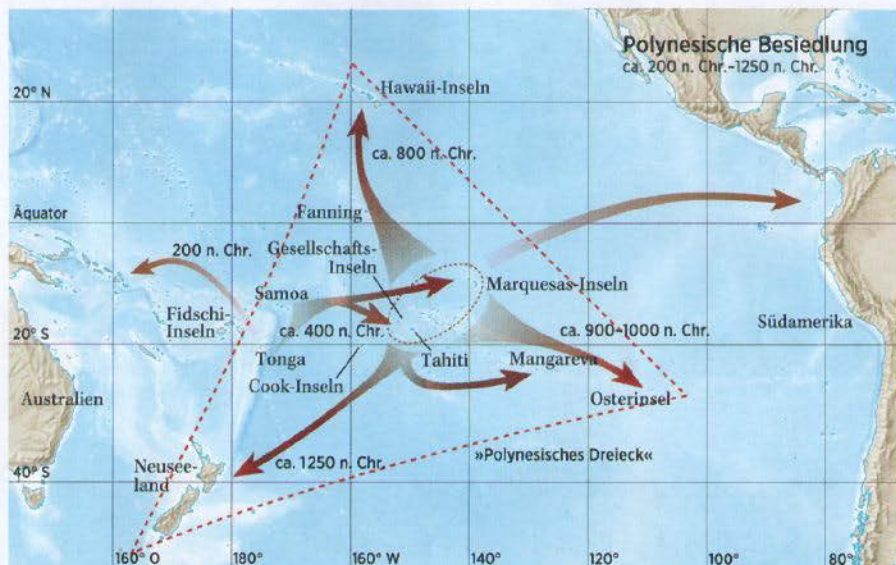 Polynesische Besiedlung
ca. 200 n. Chr.–1250 n. Chr.
20° N
Hawaii-Inseln
ca. 800 n. Chr.
Äquator
Fanning
200 n. Chr.
Gesellschafts-
Inseln
Samoa
Marquesas-Inseln
Fidschi-
Inseln
ca. 400 n. Chr.
ca. 900–1000 n. Chr.
Südamerika
20° S
Tonga
Tahiti
Mangareva
Cook-Inseln
Australien
Osterinsel
Neusee-
land
ca. 1250 n. Chr.
»Polynesisches Dreieck«
40° S
160° O
180°
160° W
140°
120°
100°
80°